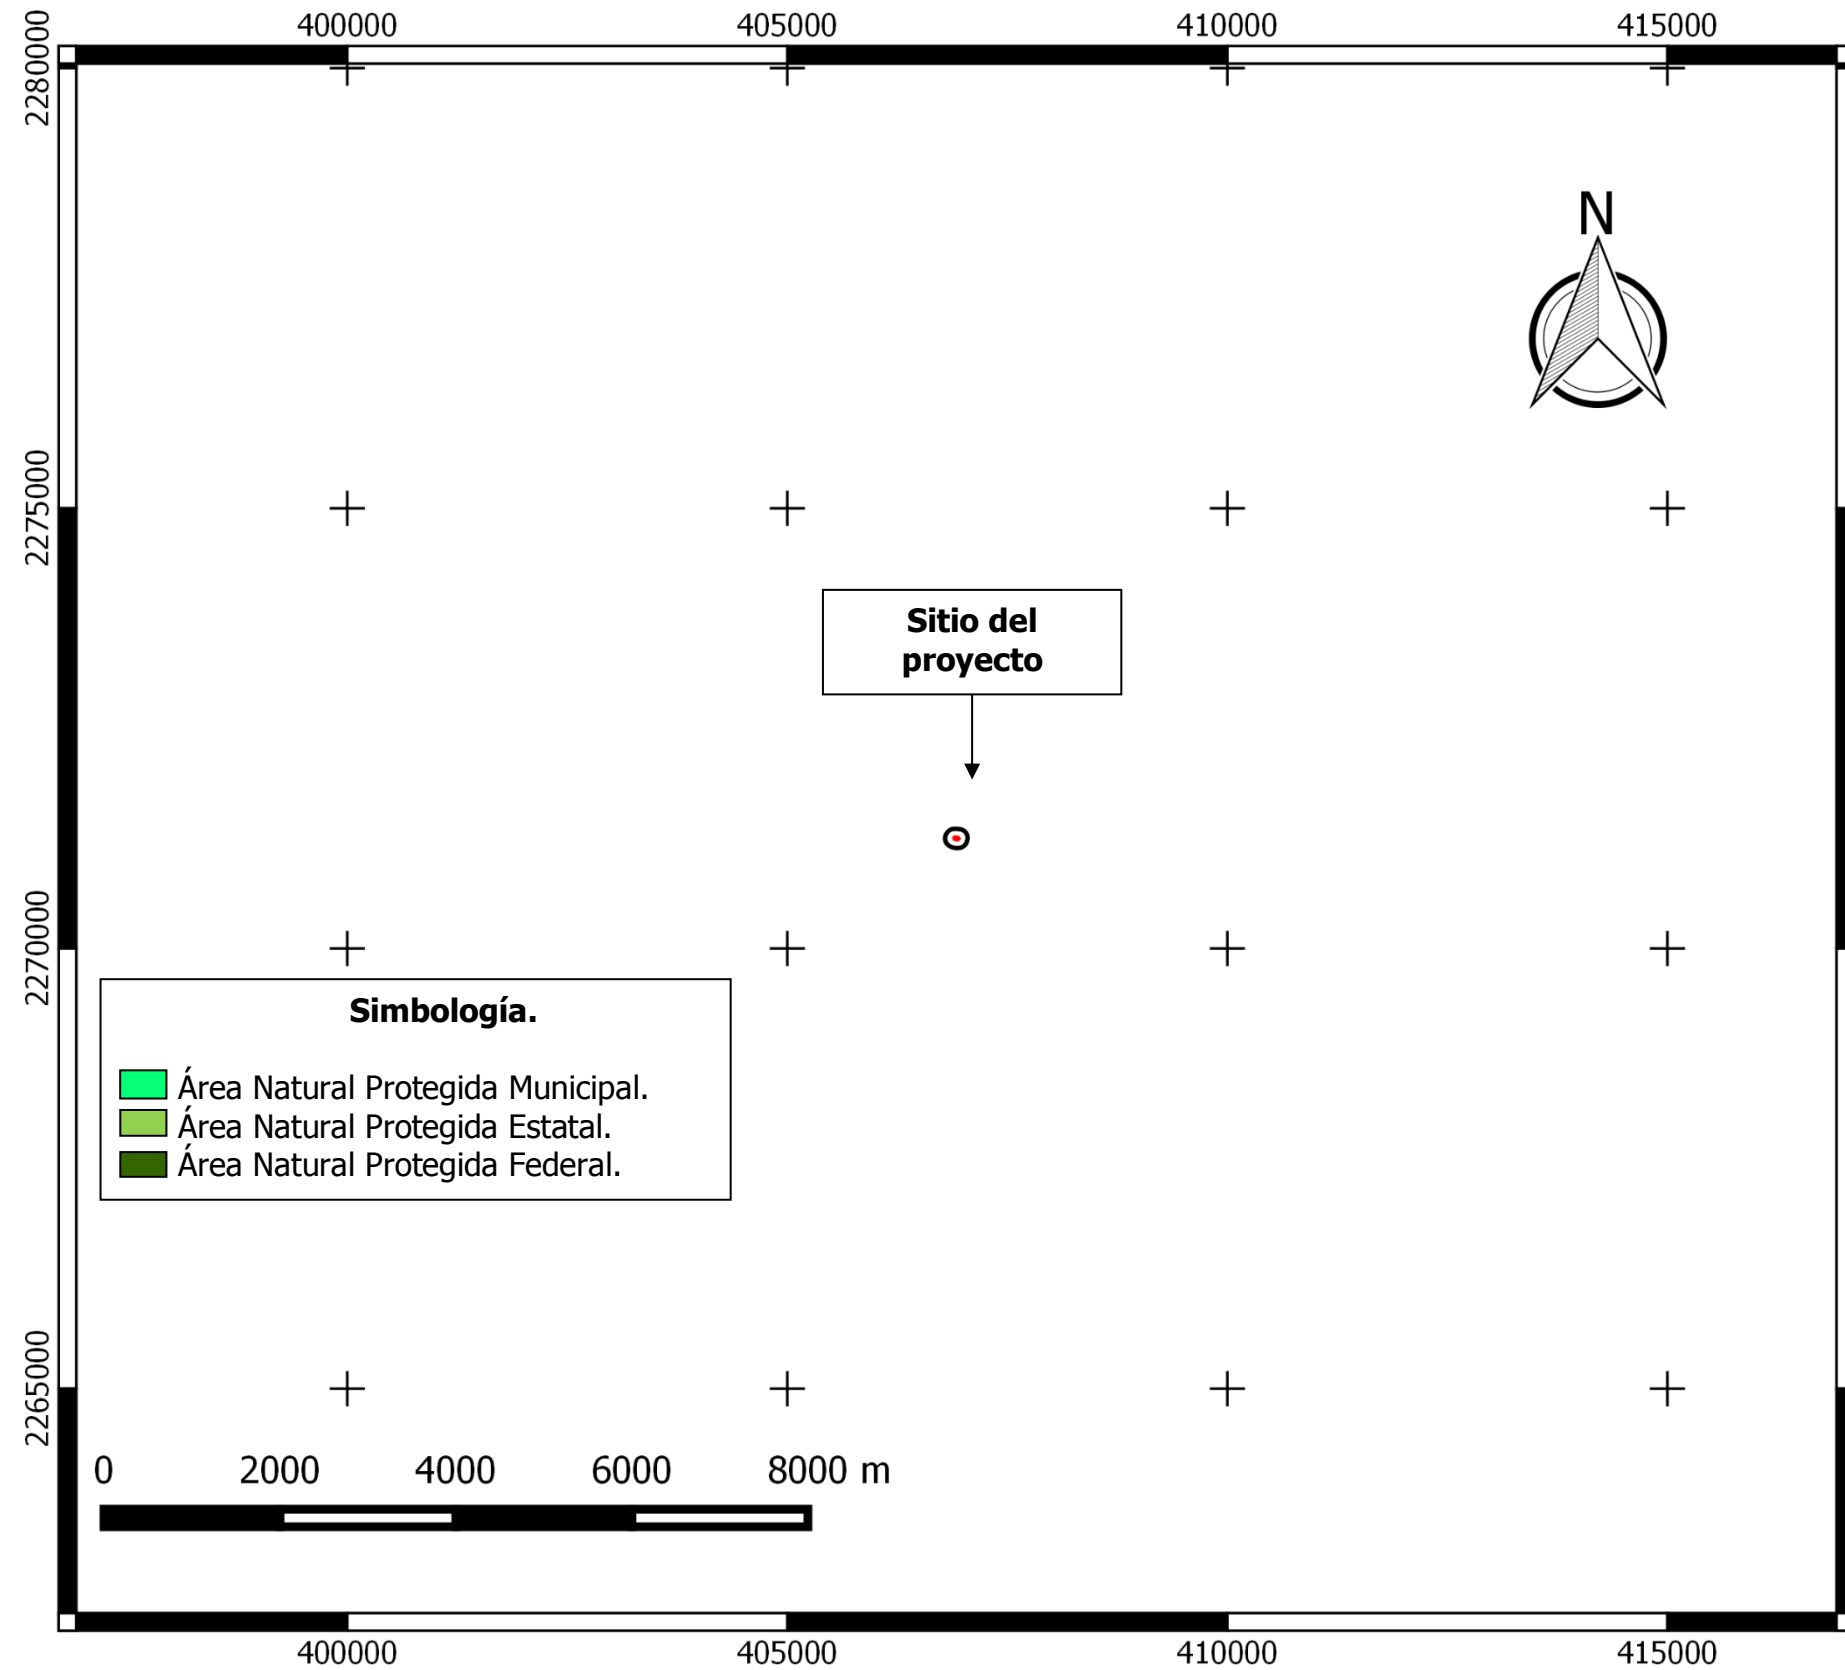 400000 405000 410000 415000
2280000
N
2275000
Sitio del
proyecto
2270000
Simbología.
Área Natural Protegida Municipal.
Área Natural Protegida Estatal.
Área Natural Protegida Federal.
2265000
0 2000 4000 6000 8000 m
400000 405000 410000 415000